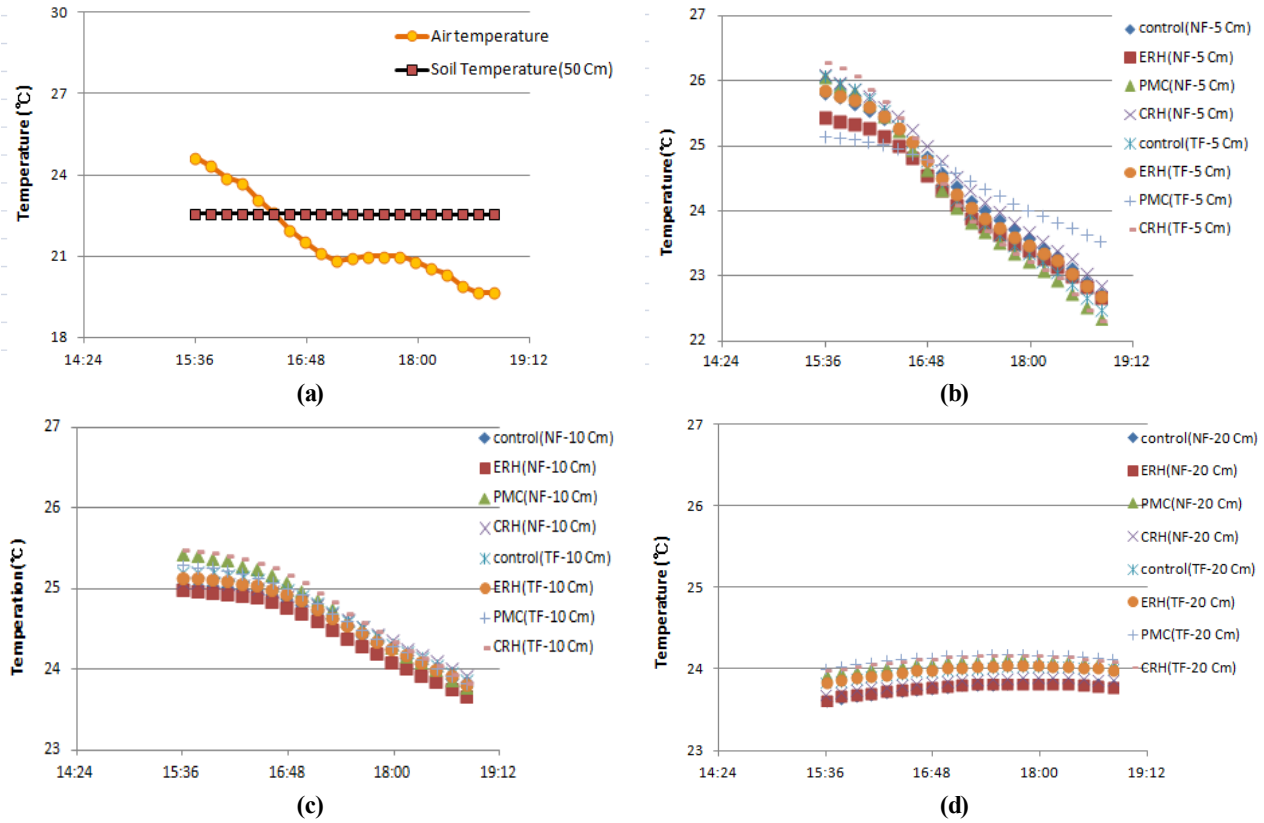 30
27
24
21
18
Temperature (℃)
14:24 15:36 16:48 18:00 19:12
Air temperature
Soil Temperature(50 Cm)
(a)
27
26
25
24
23
22
Temperature(℃)
14:24 15:36 16:48 18:00 19:12
control(NF-5 Cm)
ERH(NF-5 Cm)
PMC(NF-5 Cm)
CRH(NF-5 Cm)
control(TF-5 Cm)
ERH(TF-5 Cm)
PMC(TF-5 Cm)
CRH(TF-5 Cm)
(b)
27
26
25
24
23
Temperation(℃)
14:24 15:36 16:48 18:00 19:12
control(NF-10 Cm)
ERH(NF-10 Cm)
PMC(NF-10 Cm)
CRH(NF-10 Cm)
control(TF-10 Cm)
ERH(TF-10 Cm)
PMC(TF-10 Cm)
CRH(TF-10 Cm)
(c)
27
26
25
24
23
Temperature (℃)
14:24 15:36 16:48 18:00 19:12
control(NF-20 Cm)
ERH(NF-20 Cm)
PMC(NF-20 Cm)
CRH(NF-20 Cm)
control(TF-20 Cm)
ERH(TF-20 Cm)
PMC(TF-20 Cm)
CRH(TF-20 Cm)
(d)